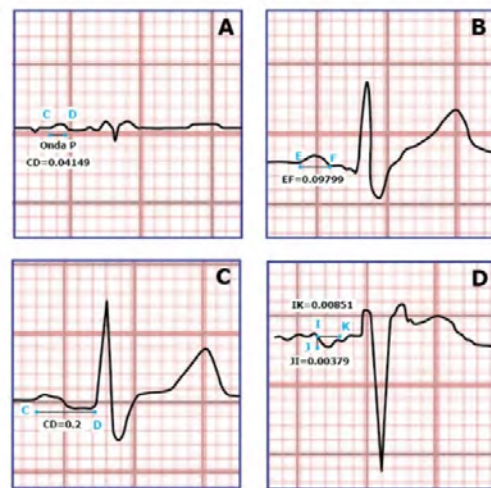 A
C D
Onda P
CD=0.04149
B
E F
EF=0.09799
C
C D
CD=0.2
D
IK=0.00851
I K
J
JI=0.00379